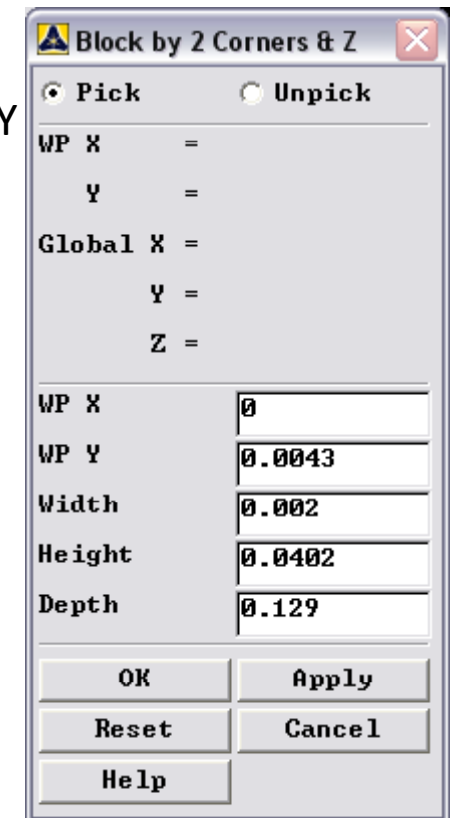 Block by 2 Corners & Z
Pick Unpick
Y
WP X =
Y =
Global X =
Y =
Z =
WP X 0
WP Y 0.0043
Width 0.002
Height 0.0402
Depth 0.129
OK Apply
Reset Cancel
Help